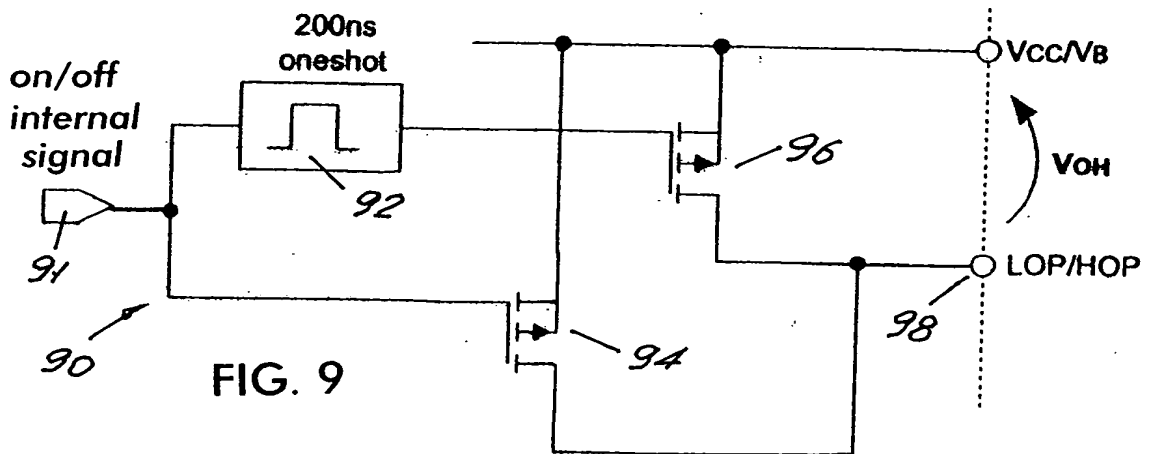 200ns
oneshot
VCC/VB
on/off
internal
signal
96
VOH
92
91
LOP/HOP
98
90
94
FIG. 9